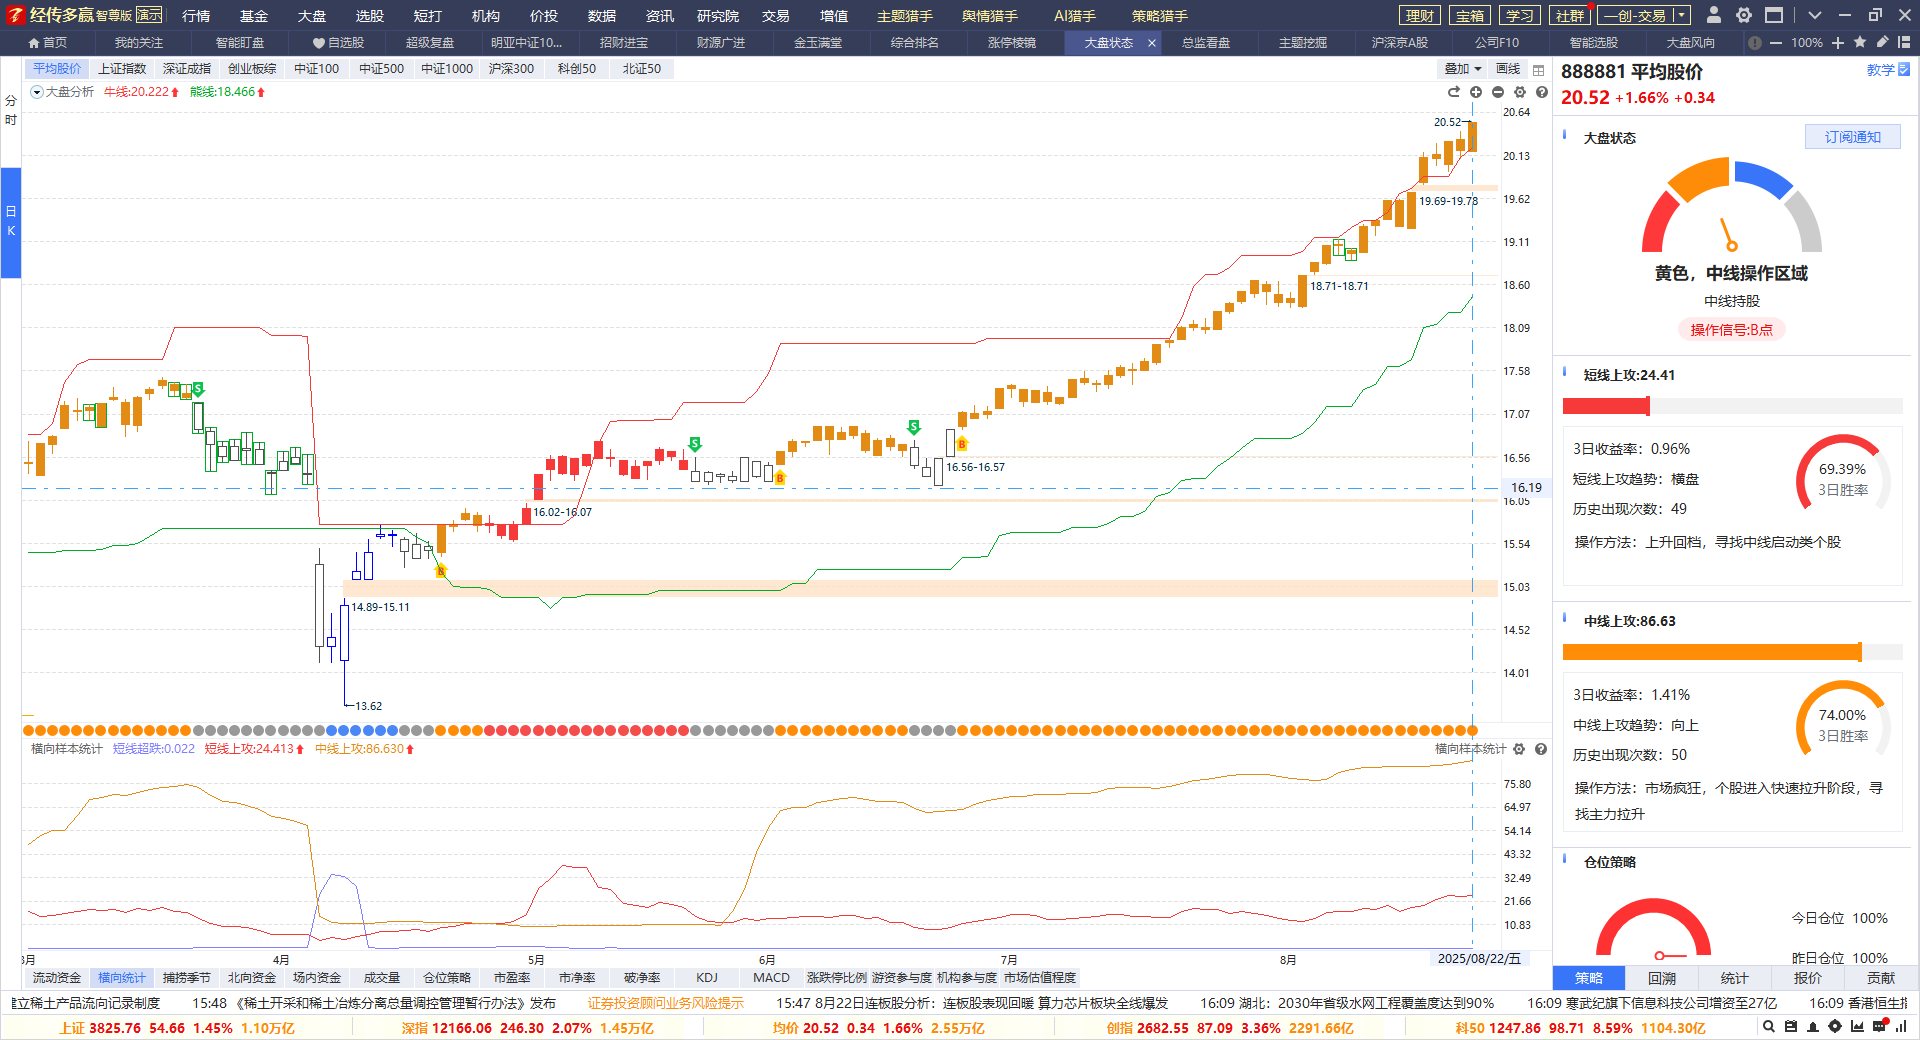 经传多赢 智尊版 演示 行情 基金 大盘 选股 短打 机构 价投 数据 资讯 研究院 交易 增值 主题猎手 舆情猎手 AI猎手 策略猎手 理财 宝箱 学习 社群 一创-交易
首页 我的关注 智能盯盘 自选股 超级复盘 明亚中证10... 招财进宝 财源广进 金玉满堂 综合排名 涨停棱镜 大盘状态 总监看盘 主题挖掘 沪深京A股 公司F10 智能选股 大盘风向 100%
平均股价 上证指数 深证成指 创业板综 中证100 中证500 中证1000 沪深300 科创50 北证50 叠加 画线
大盘分析 牛线:20.222 熊线:18.466
分时
日K
20.64
20.52
20.13
19.62
19.69-19.78
19.11
18.71-18.71
18.60
18.09
17.58
17.07
16.56
16.56-16.57
16.19
16.05
16.02-16.07
15.54
15.03
14.89-15.11
14.52
14.01
13.62
S
S
S
B
B
B
横向样本统计 短线超跌:0.022 短线上攻:24.413 中线上攻:86.630 横向样本统计
75.80
64.97
54.14
43.32
32.49
21.66
10.83
3月 4月 5月 6月 7月 8月 2025/08/22/五
流动资金 横向统计 捕捞季节 北向资金 场内资金 成交量 仓位策略 市盈率 市净率 破净率 KDJ MACD 涨跌停比例 游资参与度 机构参与度 市场估值程度
888881 平均股价 教学
20.52 +1.66% +0.34
大盘状态 订阅通知
黄色，中线操作区域
中线持股
操作信号:B点
短线上攻:24.41
3日收益率：0.96%
短线上攻趋势：横盘
历史出现次数：49
69.39%
3日胜率
操作方法：上升回档，寻找中线启动类个股
中线上攻:86.63
3日收益率：1.41%
中线上攻趋势：向上
历史出现次数：50
74.00%
3日胜率
操作方法：市场疯狂，个股进入快速拉升阶段，寻
找主力拉升
仓位策略
今日仓位 100%
昨日仓位 100%
策略 回溯 统计 报价 贡献
建立稀土产品流向记录制度 15:48 《稀土开采和稀土冶炼分离总量调控管理暂行办法》发布 证券投资顾问业务风险提示 15:47 8月22日连板股分析：连板股表现回暖 算力芯片板块全线爆发 16:09 湖北：2030年省级水网工程覆盖度达到90% 16:09 寒武纪旗下信息科技公司增资至27亿 16:09 香港恒生指
上证 3825.76 54.66 1.45% 1.10万亿 深指 12166.06 246.30 2.07% 1.45万亿 均价 20.52 0.34 1.66% 2.55万亿 创指 2682.55 87.09 3.36% 2291.66亿 科50 1247.86 98.71 8.59% 1104.30亿